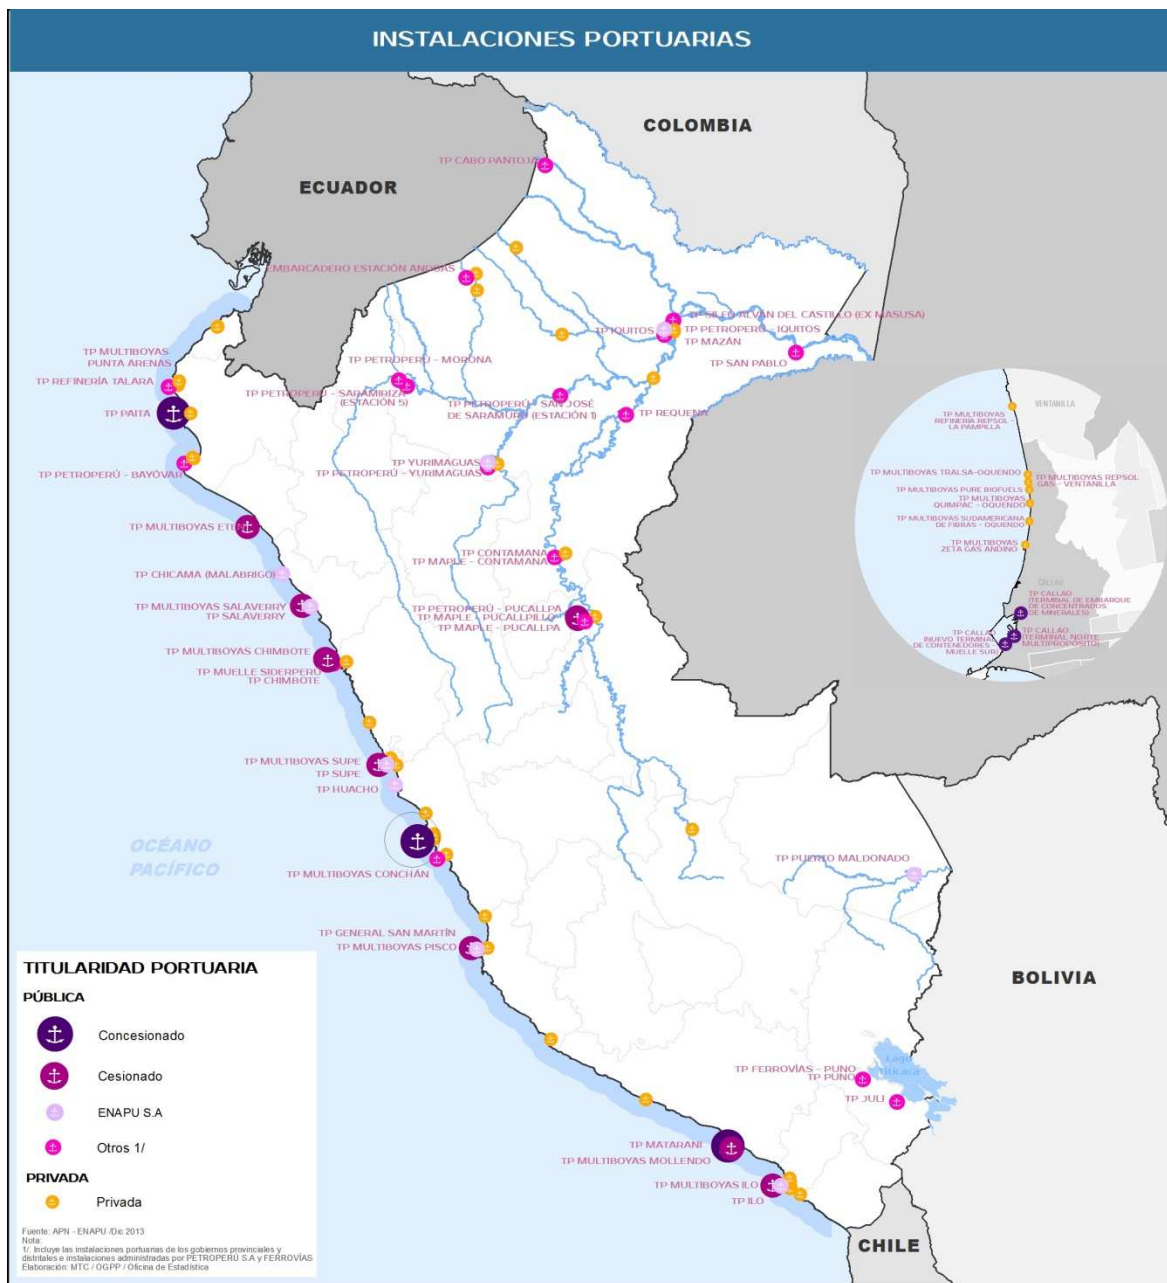 INSTALACIONES PORTUARIAS
COLOMBIA
TP CABO PANTOJA
ECUADOR
EMBARCADERO ESTACIÓN ANDOAS
TP SILFO ALVAN DEL CASTILLO (EX MASUSA)
TP IQUITOS
TP PETROPERÚ - IQUITOS
TP MAZÁN
TP SAN PABLO
TP MULTIBOYAS
PUNTA ARENAS
TP REFINERÍA TALARA
TP PAITA
TP PETROPERÚ - BAYÓVAR
TP PETROPERÚ - MORONA
TP PETROPERÚ - SARAMIRIZA
(ESTACIÓN 5)
TP PETROPERÚ - SAN JOSÉ
DE SARAMURO (ESTACIÓN 1)
TP REQUENA
TP YURIMAGUAS
TP PETROPERÚ - YURIMAGUAS
VENTANILLA
TP MULTIBOYAS
REFINERÍA REPSOL -
LA PAMPILLA
TP MULTIBOYAS TRALSA-OQUENDO
TP MULTIBOYAS REPSOL
GAS - VENTANILLA
TP MULTIBOYAS PURE BIOFUELS
TP MULTIBOYAS
QUIMPAC - OQUENDO
TP MULTIBOYAS SUDAMERICANA
DE FIBRAS - OQUENDO
TP MULTIBOYAS
ZETA GAS ANDINO
CALLAO
TP CALLAO
(TERMINAL DE EMBARQUE
DE CONCENTRADOS
DE MINERALES)
TP CALLAO
(TERMINAL NORTE
MULTIPROPÓSITO)
TP CALLAO
(NUEVO TERMINAL
DE CONTENEDORES -
MUELLE SUR)
TP MULTIBOYAS ETEN
TP CHICAMA (MALABRIGO)
TP CONTAMANA
TP MAPLE - CONTAMANA
TP MULTIBOYAS SALAVERRY
TP SALAVERRY
TP PETROPERÚ - PUCALLPA
TP MAPLE - PUCALLPILLO
TP MAPLE - PUCALLPA
TP MULTIBOYAS CHIMBOTE
TP MUELLE SIDERPERÚ
TP CHIMBOTE
TP MULTIBOYAS SUPE
TP SUPE
TP HUACHO
OCÉANO
PACÍFICO
TP MULTIBOYAS CONCHÁN
TP PUERTO MALDONADO
TP GENERAL SAN MARTÍN
TP MULTIBOYAS PISCO
BOLIVIA
Lago
Titicaca
TP FERROVÍAS - PUNO
TP PUNO
TP JULI
TP MATARANI
TP MULTIBOYAS MOLLENDO
TP MULTIBOYAS ILO
TP ILO
CHILE
TITULARIDAD PORTUARIA
PÚBLICA
Concesionado
Cesionado
ENAPU S.A
Otros 1/
PRIVADA
Privada
Fuente: APN - ENAPU /Dic 2013
Nota:
1/. Incluye las instalaciones portuarias de los gobiernos provinciales y
distritales e instalaciones administradas por PETROPERÚ S.A y FERROVÍAS
Elaboración: MTC / OGPP / Oficina de Estadística